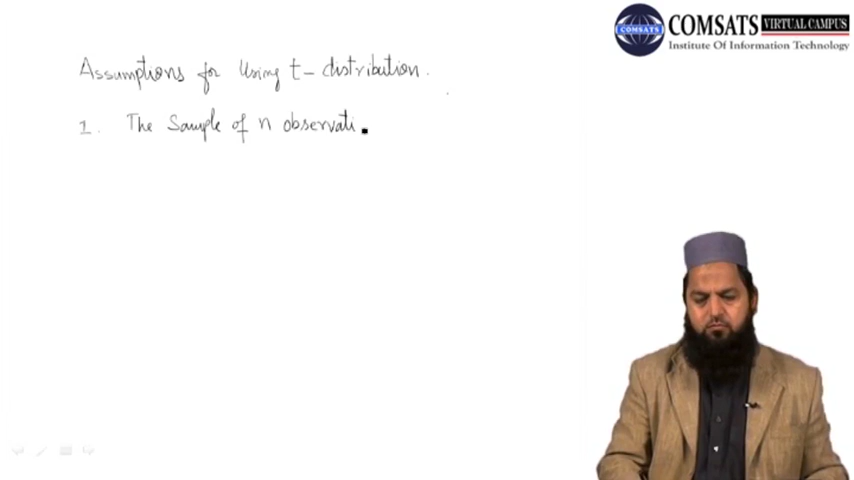 COMSATS VIRTUAL CAMPUS
COMSATS
Institute Of Information Technology
Assumptions for Using t-distribution.
1. The Sample of n observati